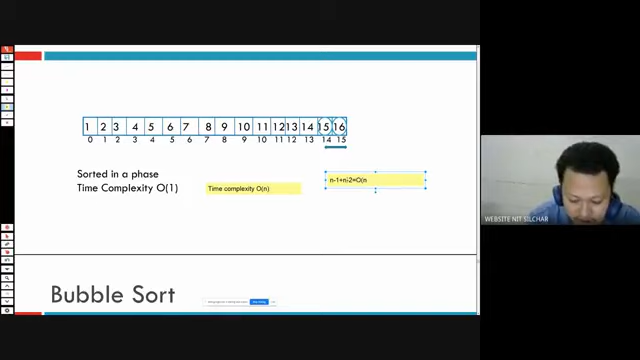 1 2 3 4 5 6 7 8 9 10 11 12 13 14 15 16
0 1 2 3 4 5 6 7 8 9 10 11 12 13 14 15
Sorted in a phase
Time Complexity O(1)
Time complexity O(n)
n-1+n-2=O(n
WEBSITE NIT SILCHAR
Bubble Sort